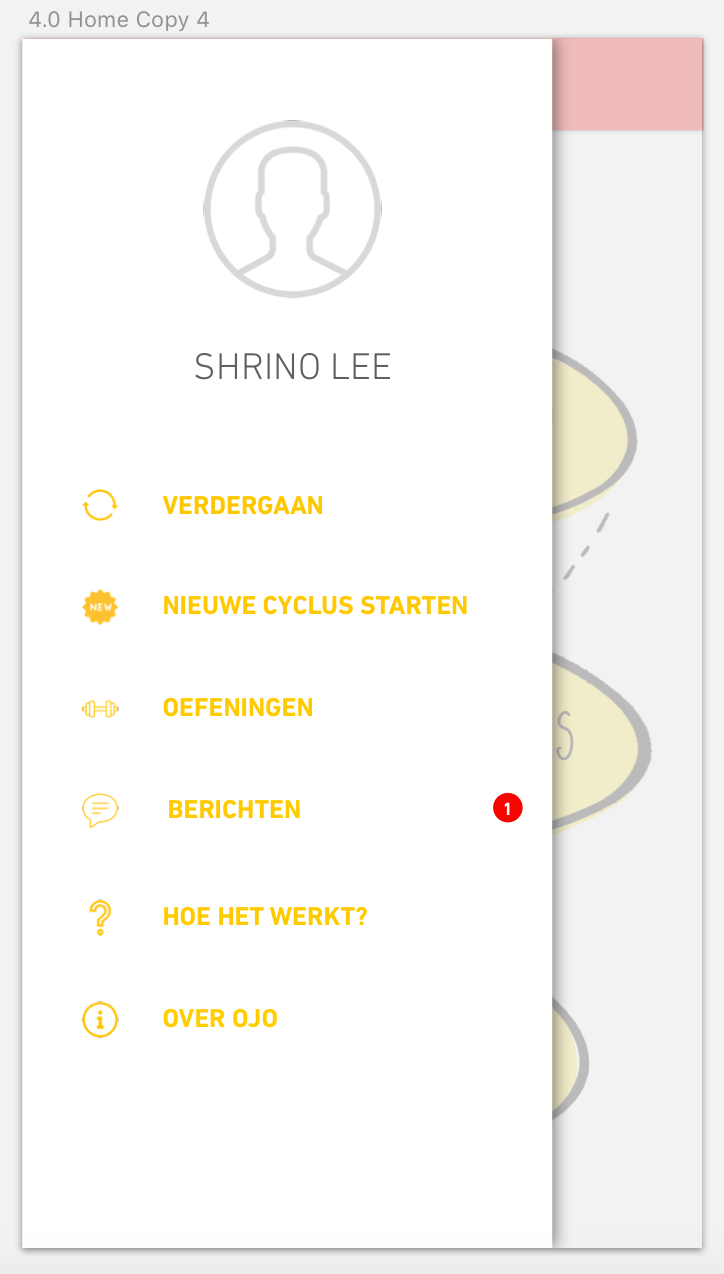 4.0 Home Copy 4
SHRINO LEE
VERDERGAAN
NEW
NIEUWE CYCLUS STARTEN
OEFENINGEN
S
BERICHTEN
1
HOE HET WERKT?
i
OVER OJO